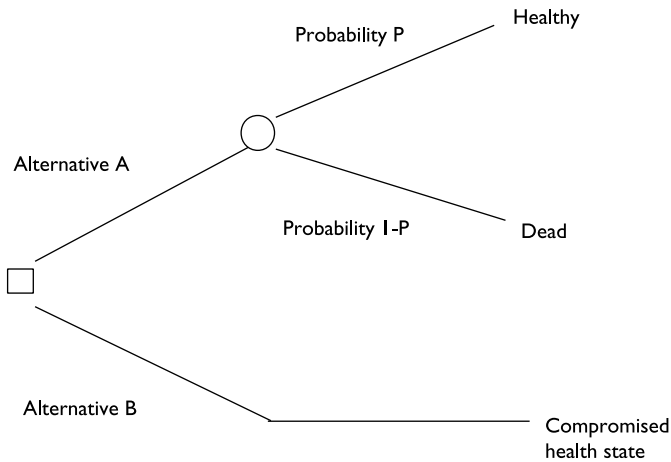 Probability P
Healthy
Alternative A
Probability 1-P
Dead
Alternative B
Compromised
health state